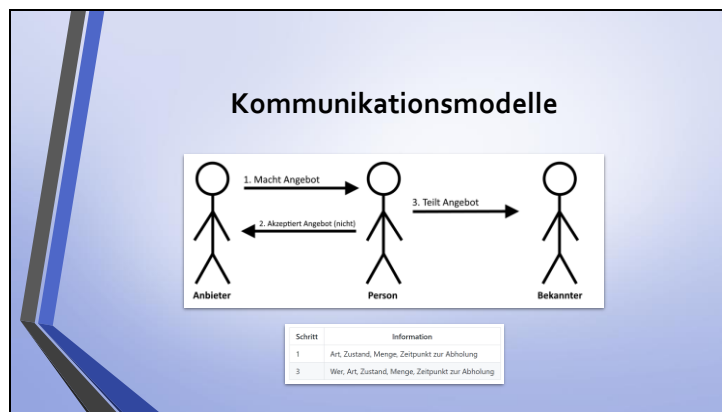 Kommunikationsmodelle
1. Macht Angebot
3. Teilt Angebot
2. Akzeptiert Angebot (nicht)
Anbieter Person Bekannter
Schritt Information
1 Art, Zustand, Menge, Zeitpunkt zur Abholung
3 Wer, Art, Zustand, Menge, Zeitpunkt zur Abholung